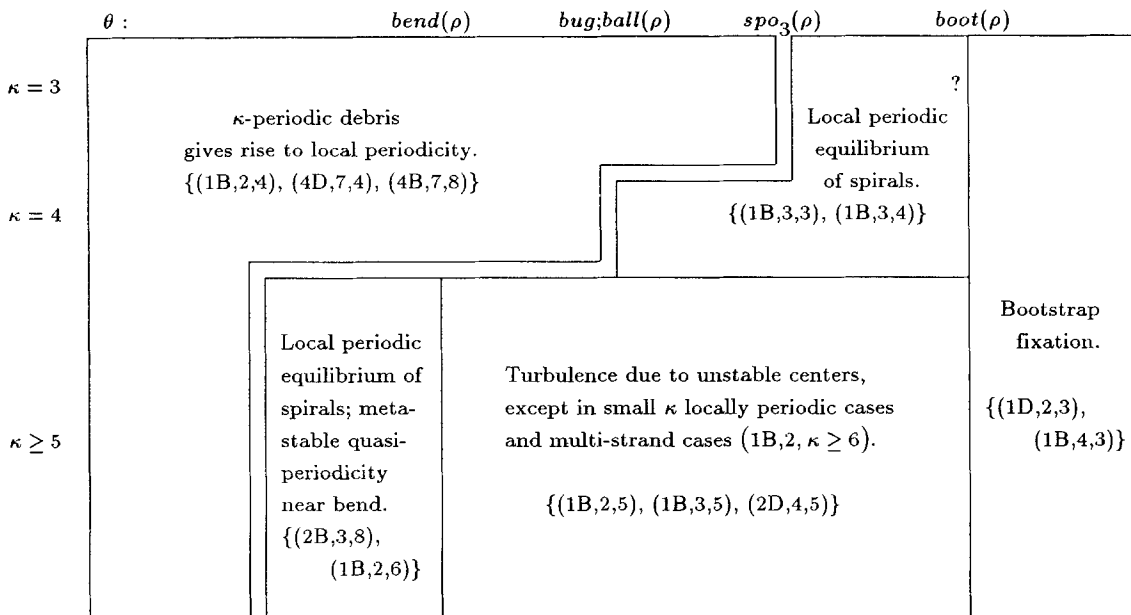 θ : bend(ρ) bug;ball(ρ) spo₃(ρ) boot(ρ)
κ = 3
κ-periodic debris
gives rise to local periodicity.
{(1B,2,4), (4D,7,4), (4B,7,8)}
κ = 4
?
Local periodic
equilibrium
of spirals.
{(1B,3,3), (1B,3,4)}
κ ≥ 5
Local periodic
equilibrium of
spirals; meta-
stable quasi-
periodicity
near bend.
{(2B,3,8),
(1B,2,6)}
Turbulence due to unstable centers,
except in small κ locally periodic cases
and multi-strand cases (1B,2, κ ≥ 6).
{(1B,2,5), (1B,3,5), (2D,4,5)}
Bootstrap
fixation.
{(1D,2,3),
(1B,4,3)}